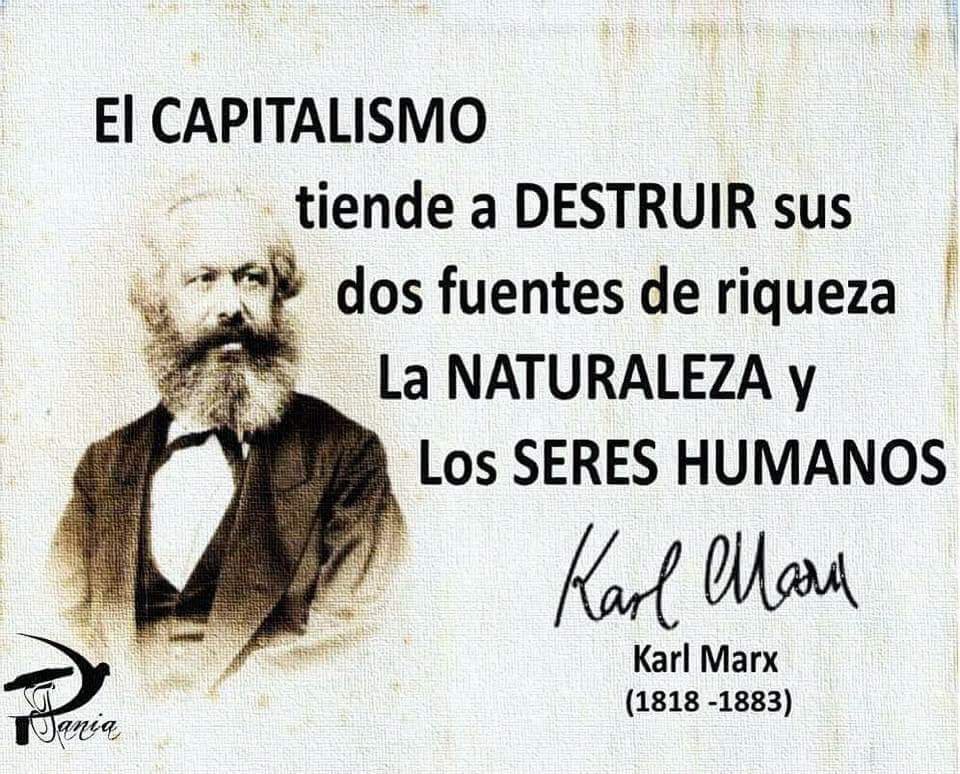 El CAPITALISMO
tiende a DESTRUIR sus
dos fuentes de riqueza
La NATURALEZA y
Los SERES HUMANOS
Karl Marx
Karl Marx
(1818 -1883)
Tania